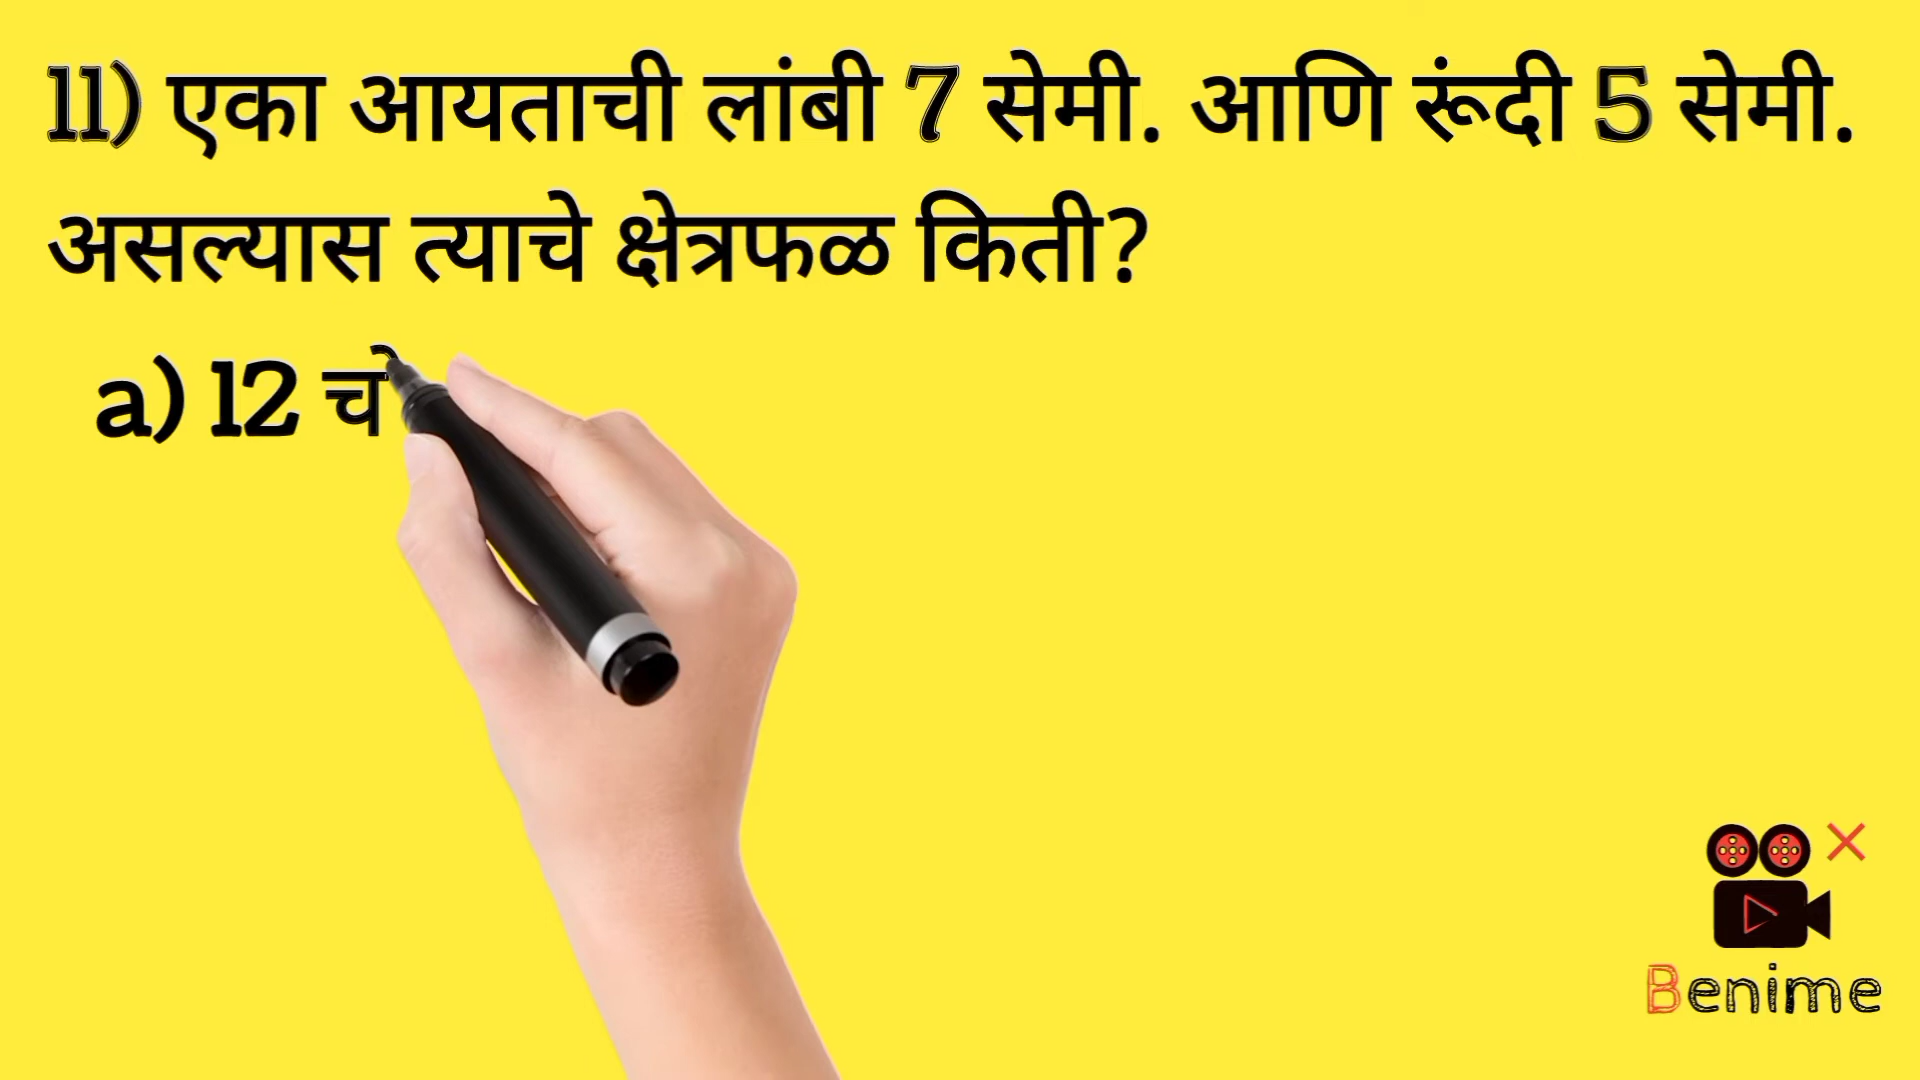 11) एका आयताची लांबी 7 सेमी. आणि रूंदी 5 सेमी.
असल्यास त्याचे क्षेत्रफळ किती?
a) 12 चे
Benime